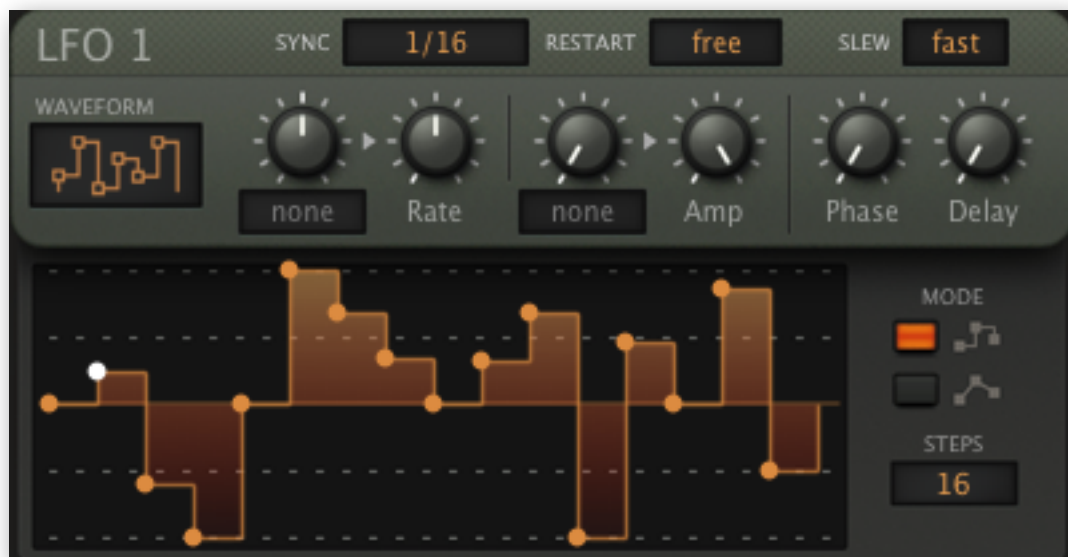 LFO 1 SYNC 1/16 RESTART free SLEW fast
WAVEFORM
none Rate none Amp Phase Delay
MODE
STEPS
16